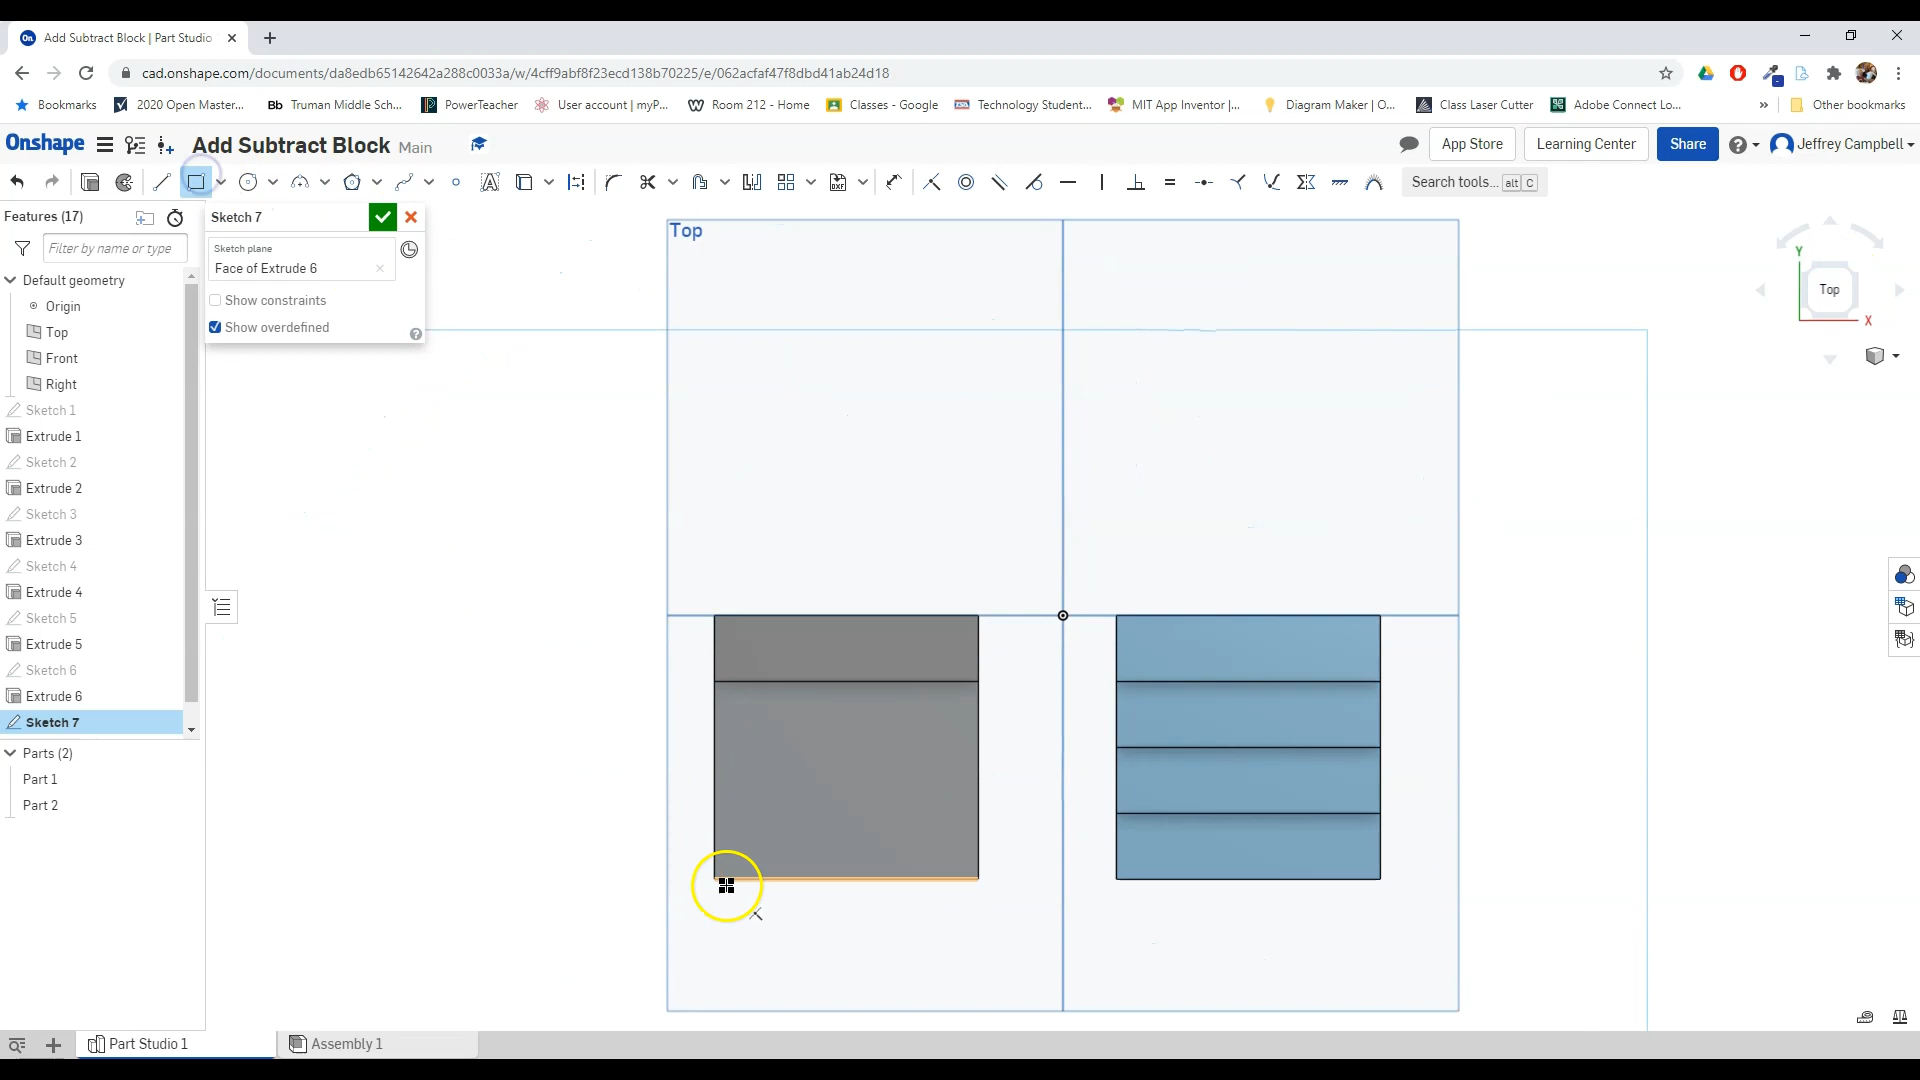 Add Subtract Block | Part Studio
cad.onshape.com/documents/da8edb65142642a288c0033a/w/4cff9abf8f23ecd138b70225/e/062acfaf47f8dbd41ab24d18
Bookmarks 2020 Open Master... Bb Truman Middle Sch... PowerTeacher User account | myP... Room 212 - Home Classes - Google Technology Student... MIT App Inventor |... Diagram Maker | O... Class Laser Cutter Adobe Connect Lo... » Other bookmarks
Onshape Add Subtract Block Main App Store Learning Center Share Jeffrey Campbell
Search tools... alt C
Features (17)
Sketch 7
Filter by name or type
Sketch plane
Face of Extrude 6
Show constraints
Show overdefined
Default geometry
Origin
Top
Front
Right
Sketch 1
Extrude 1
Sketch 2
Extrude 2
Sketch 3
Extrude 3
Sketch 4
Extrude 4
Sketch 5
Extrude 5
Sketch 6
Extrude 6
Sketch 7
Parts (2)
Part 1
Part 2
Top
Y
Top
X
Part Studio 1
Assembly 1